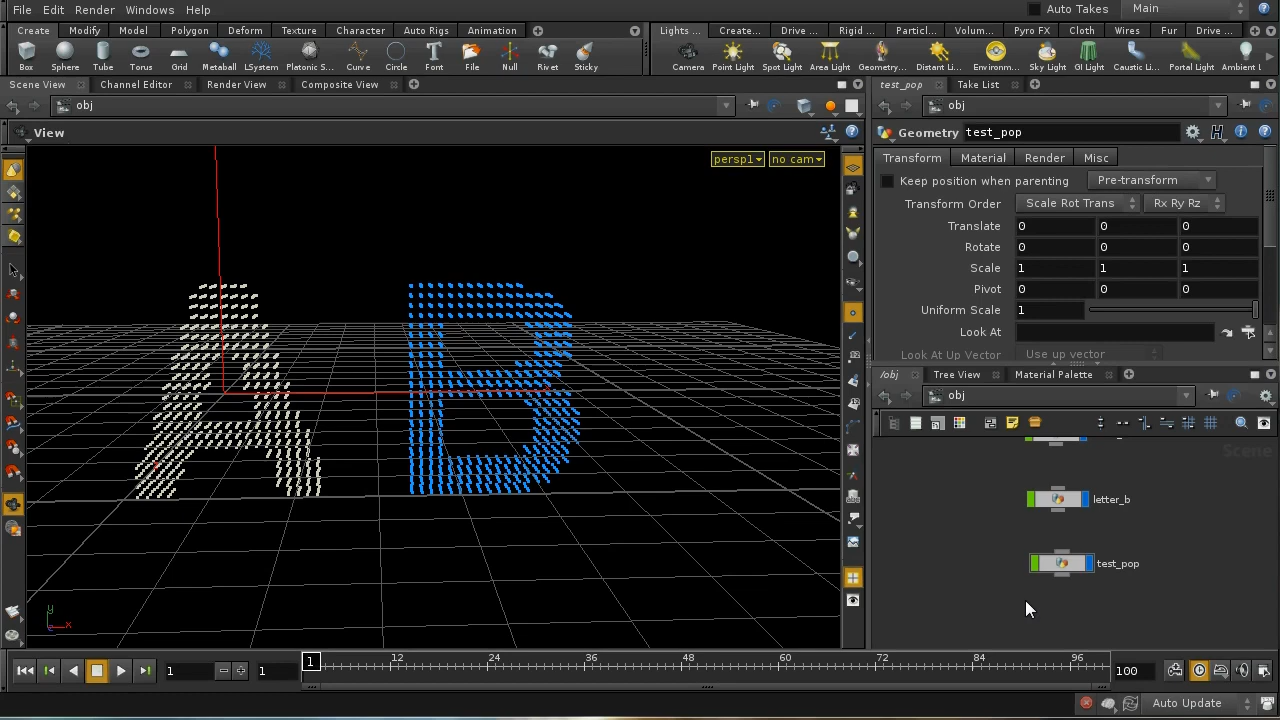 File Edit Render Windows Help Auto Takes Main
Create Modify Model Polygon Deform Texture Character Auto Rigs Animation Lights ... Create... Drive ... Rigid ... Particl... Volum... Pyro FX Cloth Wires Fur Drive ...
Box Sphere Tube Torus Grid Metaball LSystem Platonic S... Curve Circle Font File Null Rivet Sticky Camera Point Light Spot Light Area Light Geometry... Distant Li... Environm... Sky Light GI Light Caustic Li... Portal Light Ambient L
Scene View Channel Editor Render View Composite View test_pop Take List
obj obj
View Geometry test_pop
persp1 no cam Transform Material Render Misc
Keep position when parenting Pre-transform
Transform Order Scale Rot Trans Rx Ry Rz
Translate 0 0 0
Rotate 0 0 0
Scale 1 1 1
Pivot 0 0 0
Uniform Scale 1
Look At
Look At Up Vector Use up vector
/obj Tree View Material Palette
obj
A B
Scene
letter_b
test_pop
y
x
1 1 1 12 24 36 48 60 72 84 96 100
Auto Update